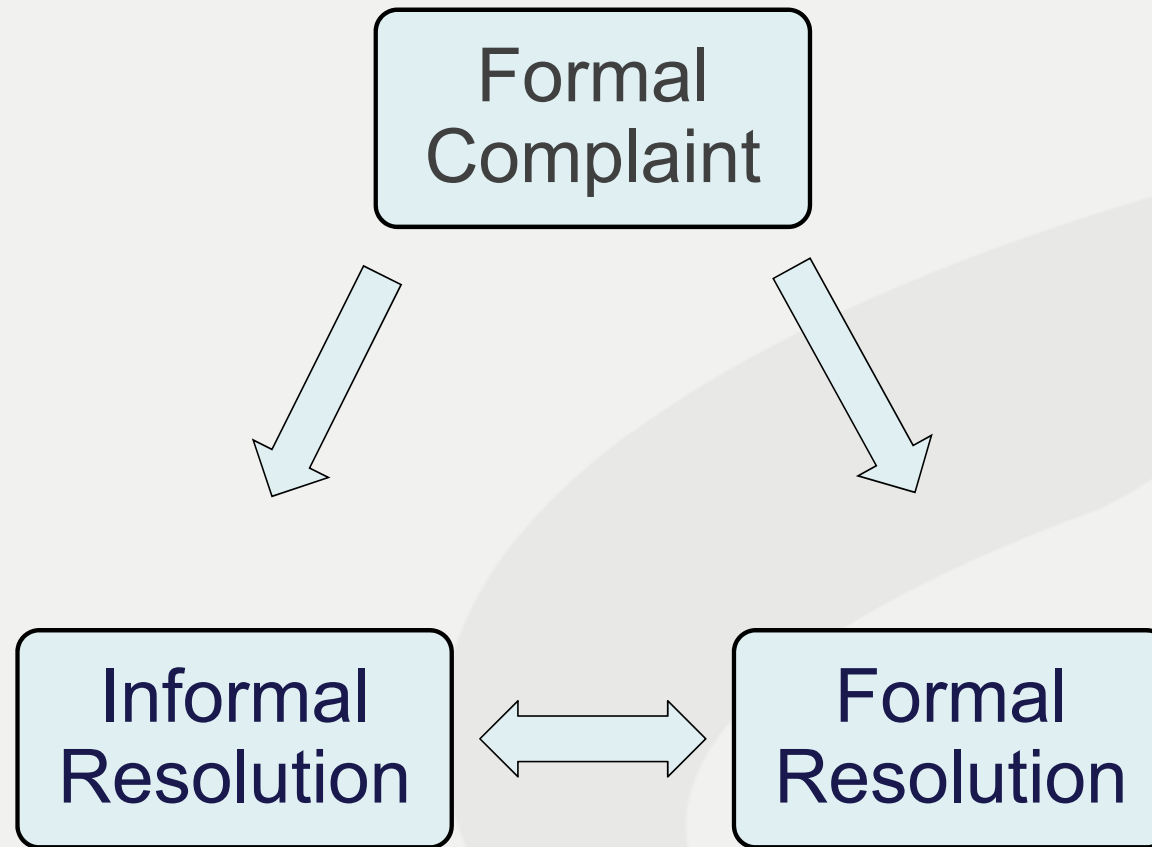 Formal
Complaint
Informal
Resolution
Formal
Resolution